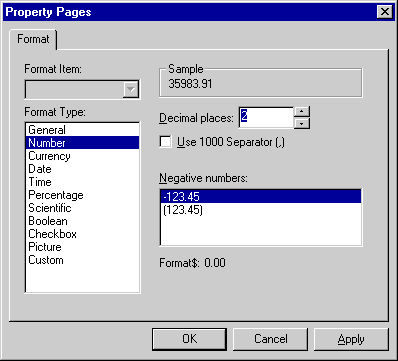 Property Pages
Format
Format Item:
Sample
35983.91
Format Type:
Decimal places: 2
General
Number
Currency
Date
Time
Percentage
Scientific
Boolean
Checkbox
Picture
Custom
Use 1000 Separator (,)
Negative numbers:
-123.45
(123.45)
Format$: 0.00
OK Cancel Apply